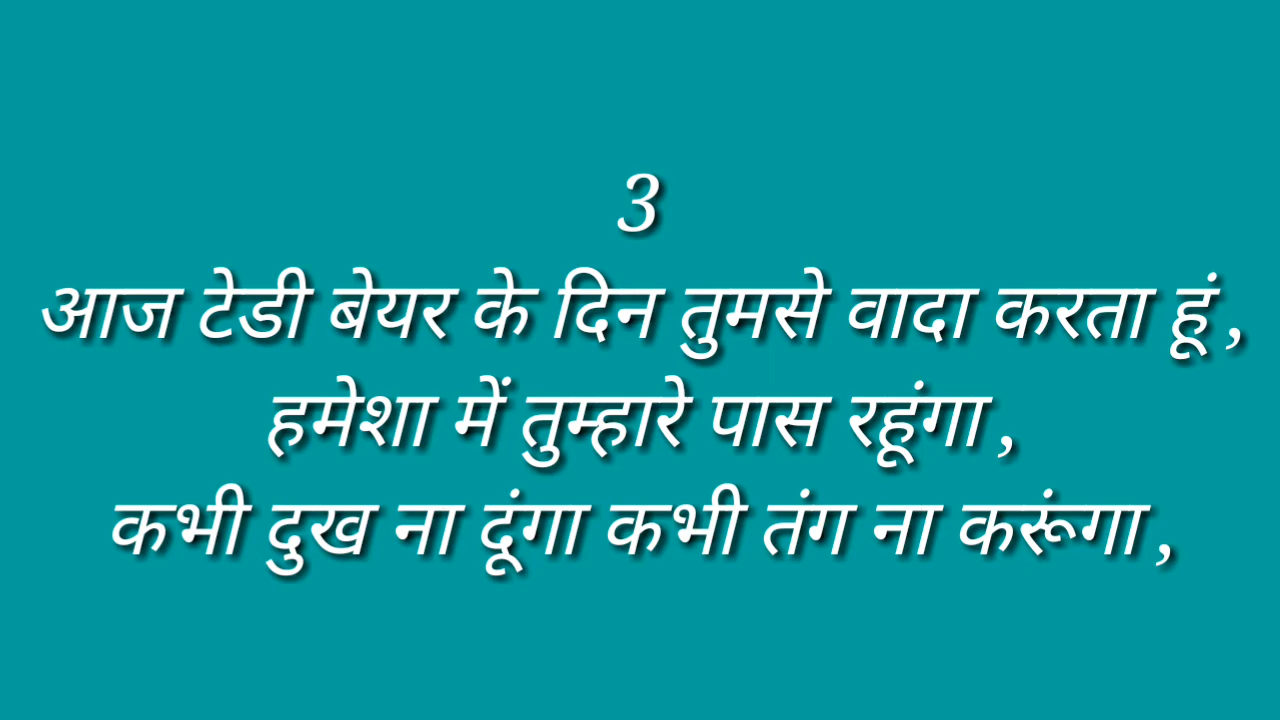 3
आज टेडी बेयर के दिन तुमसे वादा करता हूं ,
हमेशा में तुम्हारे पास रहूंगा ,
कभी दुख ना दूंगा कभी तंग ना करूंगा ,